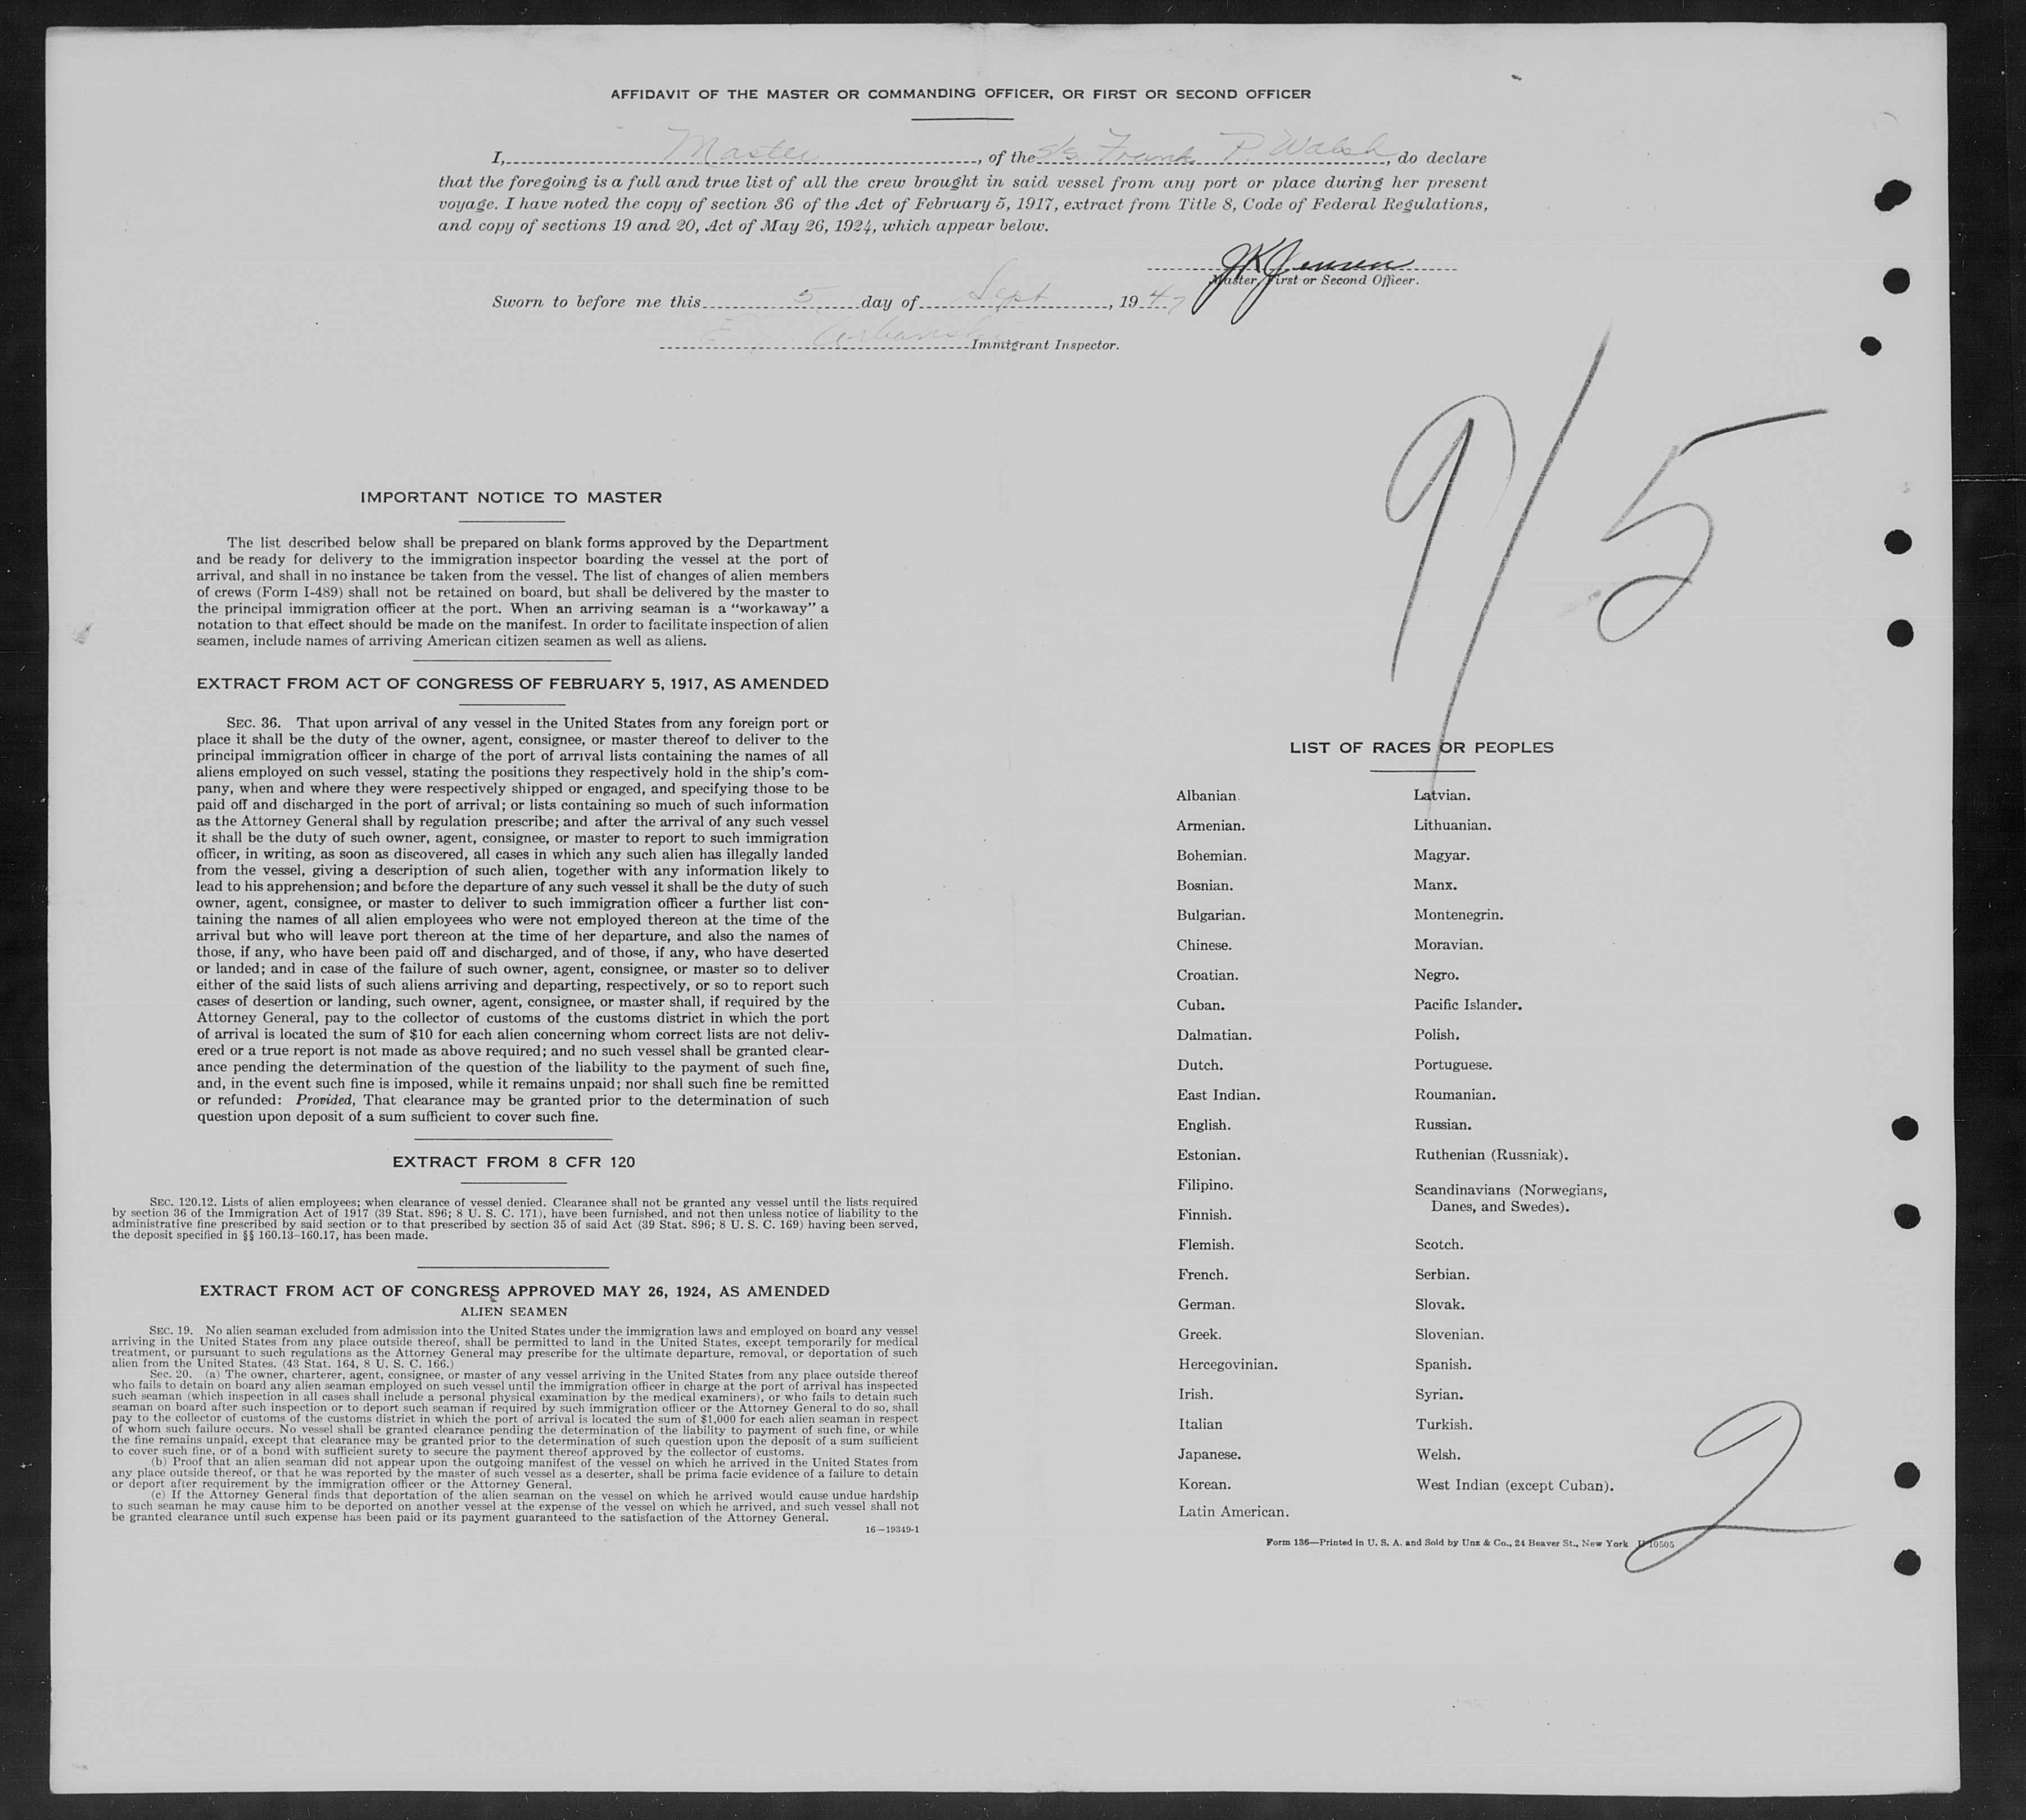 AFFIDAVIT OF THE MASTER OR COMMANDING OFFICER, OR FIRST OR SECOND OFFICER
I, Master, of the S/S Frank P. Walsh, do declare
that the foregoing is a full and true list of all the crew brought in said vessel from any port or place during her present
voyage. I have noted the copy of section 36 of the Act of February 5, 1917, extract from Title 8, Code of Federal Regulations,
and copy of sections 19 and 20, Act of May 26, 1924, which appear below.
JK Jensen
Master, First or Second Officer.
Sworn to before me this 5 day of Sept, 1947
Urbanski Immigrant Inspector.
9/5
IMPORTANT NOTICE TO MASTER
The list described below shall be prepared on blank forms approved by the Department
and be ready for delivery to the immigration inspector boarding the vessel at the port of
arrival, and shall in no instance be taken from the vessel. The list of changes of alien members
of crews (Form I-489) shall not be retained on board, but shall be delivered by the master to
the principal immigration officer at the port. When an arriving seaman is a “workaway” a
notation to that effect should be made on the manifest. In order to facilitate inspection of alien
seamen, include names of arriving American citizen seamen as well as aliens.
EXTRACT FROM ACT OF CONGRESS OF FEBRUARY 5, 1917, AS AMENDED
SEC. 36. That upon arrival of any vessel in the United States from any foreign port or
place it shall be the duty of the owner, agent, consignee, or master thereof to deliver to the
principal immigration officer in charge of the port of arrival lists containing the names of all
aliens employed on such vessel, stating the positions they respectively hold in the ship's com-
pany, when and where they were respectively shipped or engaged, and specifying those to be
paid off and discharged in the port of arrival; or lists containing so much of such information
as the Attorney General shall by regulation prescribe; and after the arrival of any such vessel
it shall be the duty of such owner, agent, consignee, or master to report to such immigration
officer, in writing, as soon as discovered, all cases in which any such alien has illegally landed
from the vessel, giving a description of such alien, together with any information likely to
lead to his apprehension; and before the departure of any such vessel it shall be the duty of such
owner, agent, consignee, or master to deliver to such immigration officer a further list con-
taining the names of all alien employees who were not employed thereon at the time of the
arrival but who will leave port thereon at the time of her departure, and also the names of
those, if any, who have been paid off and discharged, and of those, if any, who have deserted
or landed; and in case of the failure of such owner, agent, consignee, or master so to deliver
either of the said lists of such aliens arriving and departing, respectively, or so to report such
cases of desertion or landing, such owner, agent, consignee, or master shall, if required by the
Attorney General, pay to the collector of customs of the customs district in which the port
of arrival is located the sum of $10 for each alien concerning whom correct lists are not deliv-
ered or a true report is not made as above required; and no such vessel shall be granted clear-
ance pending the determination of the question of the liability to the payment of such fine,
and, in the event such fine is imposed, while it remains unpaid; nor shall such fine be remitted
or refunded: Provided, That clearance may be granted prior to the determination of such
question upon deposit of a sum sufficient to cover such fine.
EXTRACT FROM 8 CFR 120
SEC. 120.12. Lists of alien employees; when clearance of vessel denied. Clearance shall not be granted any vessel until the lists required
by section 36 of the Immigration Act of 1917 (39 Stat. 896; 8 U. S. C. 171), have been furnished, and not then unless notice of liability to the
administrative fine prescribed by said section or to that prescribed by section 35 of said Act (39 Stat. 896; 8 U. S. C. 169) having been served,
the deposit specified in §§ 160.13–160.17, has been made.
EXTRACT FROM ACT OF CONGRESS APPROVED MAY 26, 1924, AS AMENDED
ALIEN SEAMEN
SEC. 19. No alien seaman excluded from admission into the United States under the immigration laws and employed on board any vessel
arriving in the United States from any place outside thereof, shall be permitted to land in the United States, except temporarily for medical
treatment, or pursuant to such regulations as the Attorney General may prescribe for the ultimate departure, removal, or deportation of such
alien from the United States. (43 Stat. 164, 8 U. S. C. 166.)
Sec. 20. (a) The owner, charterer, agent, consignee, or master of any vessel arriving in the United States from any place outside thereof
who fails to detain on board any alien seaman employed on such vessel until the immigration officer in charge at the port of arrival has inspected
such seaman (which inspection in all cases shall include a personal physical examination by the medical examiners), or who fails to detain such
seaman on board after such inspection or to deport such seaman if required by such immigration officer or the Attorney General to do so, shall
pay to the collector of customs of the customs district in which the port of arrival is located the sum of $1,000 for each alien seaman in respect
of whom such failure occurs. No vessel shall be granted clearance pending the determination of the liability to payment of such fine, or while
the fine remains unpaid, except that clearance may be granted prior to the determination of such question upon the deposit of a sum sufficient
to cover such fine, or of a bond with sufficient surety to secure the payment thereof approved by the collector of customs.
(b) Proof that an alien seaman did not appear upon the outgoing manifest of the vessel on which he arrived in the United States from
any place outside thereof, or that he was reported by the master of such vessel as a deserter, shall be prima facie evidence of a failure to detain
or deport after requirement by the immigration officer or the Attorney General.
(c) If the Attorney General finds that deportation of the alien seaman on the vessel on which he arrived would cause undue hardship
to such seaman he may cause him to be deported on another vessel at the expense of the vessel on which he arrived, and such vessel shall not
be granted clearance until such expense has been paid or its payment guaranteed to the satisfaction of the Attorney General.
16—19349-1
LIST OF RACES OR PEOPLES
Albanian
Armenian.
Bohemian.
Bosnian.
Bulgarian.
Chinese.
Croatian.
Cuban.
Dalmatian.
Dutch.
East Indian.
English.
Estonian.
Filipino.
Finnish.
Flemish.
French.
German.
Greek.
Hercegovinian.
Irish.
Italian
Japanese.
Korean.
Latin American.
Latvian.
Lithuanian.
Magyar.
Manx.
Montenegrin.
Moravian.
Negro.
Pacific Islander.
Polish.
Portuguese.
Roumanian.
Russian.
Ruthenian (Russniak).
Scandinavians (Norwegians,
Danes, and Swedes).
Scotch.
Serbian.
Slovak.
Slovenian.
Spanish.
Syrian.
Turkish.
Welsh.
West Indian (except Cuban).
2
Form 136—Printed in U. S. A. and Sold by Unz & Co., 24 Beaver St., New York